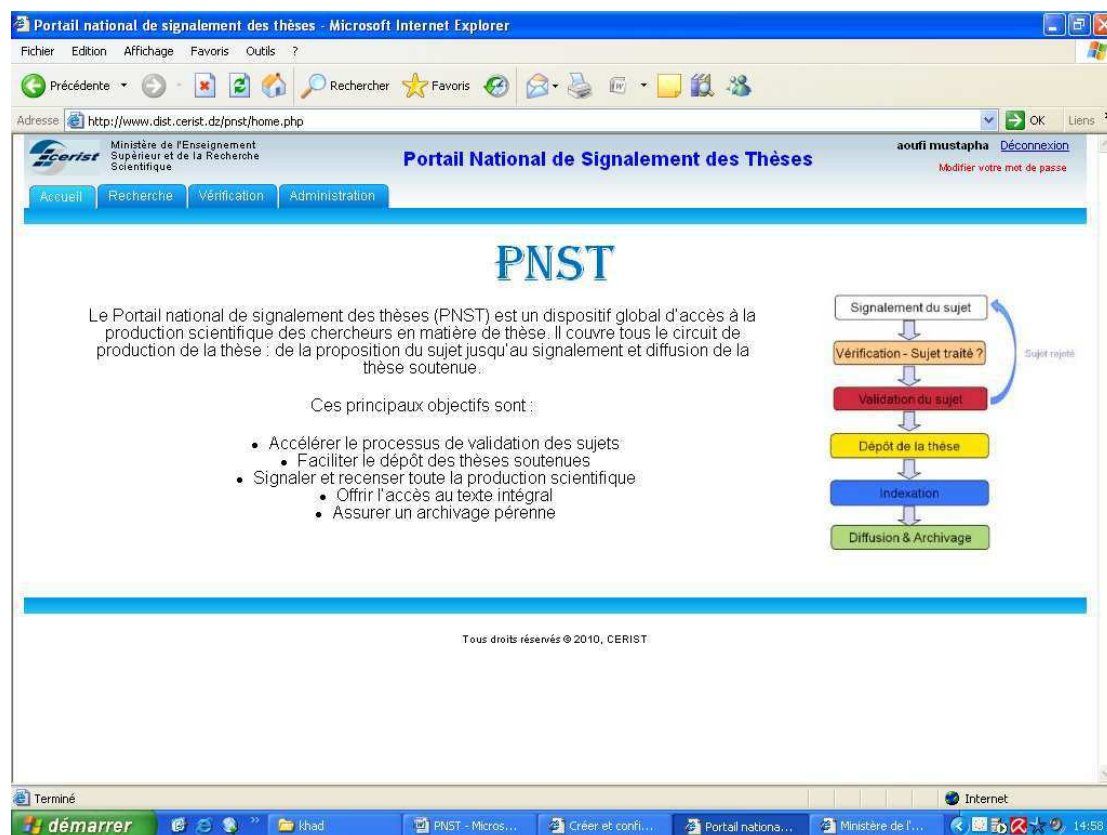 Portail national de signalement des thèses - Microsoft Internet Explorer
Fichier Edition Affichage Favoris Outils ?
Précédente Rechercher Favoris
Adresse http://www.dist.cerist.dz/pnst/home.php OK Liens
cerist
Ministère de l'Enseignement
Supèrieur et de la Recherche
Scientifique
Portail National de Signalement des Thèses
aoufi mustapha Déconnexion
Modifier votre mot de passe
Accueil Recherche Vérification Administration
PNST
Le Portail national de signalement des thèses (PNST) est un dispositif global d'accès à la
production scientifique des chercheurs en matière de thèse. Il couvre tous le circuit de
production de la thèse : de la proposition du sujet jusqu'au signalement et diffusion de la
thèse soutenue.
Ces principaux objectifs sont :
• Accélérer le processus de validation des sujets
• Faciliter le dépôt des thèses soutenues
• Signaler et recenser toute la production scientifique
• Offrir l'accès au texte intégral
• Assurer un archivage pérenne
Signalement du sujet
Vérification - Sujet traité ?
Sujet rejeté
Validation du sujet
Dépôt de la thèse
Indexation
Diffusion & Archivage
Tous droits réservés © 2010, CERIST
Terminé Internet
démarrer khad PNST - Micros... Créer et confi... Portail nationa... Ministère de l'... 14:58